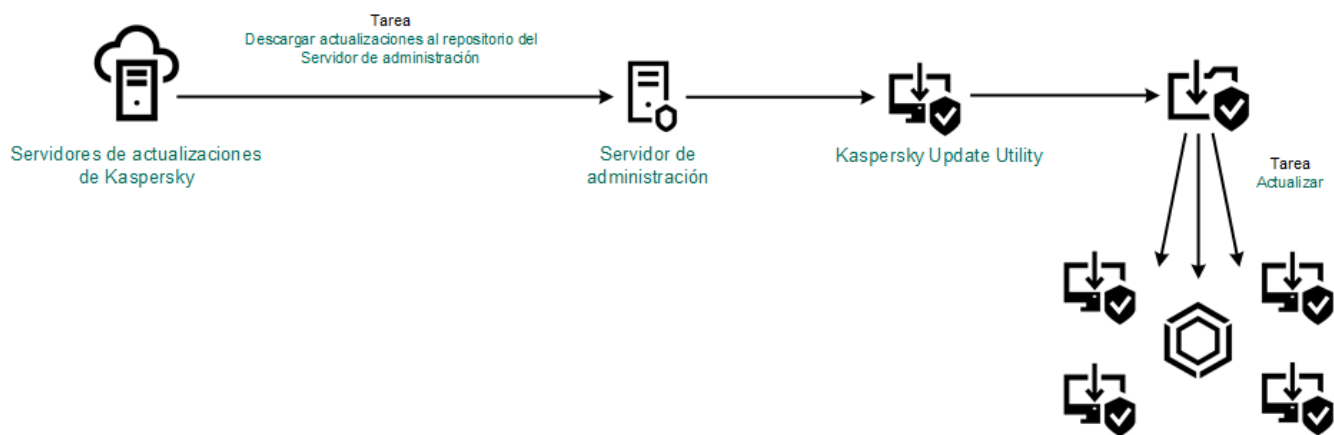 Tarea
Descargar actualizaciones al repositorio del
Servidor de administración
Servidores de actualizaciones
de Kaspersky
Servidor de
administración
Kaspersky Update Utility
Tarea
Actualizar